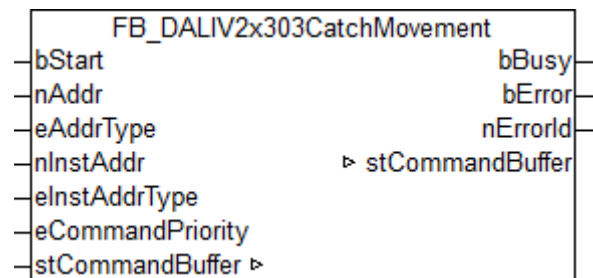 FB_DALIV2x303CatchMovement
bStart bBusy
nAddr bError
eAddrType nErrorId
nInstAddr ▹ stCommandBuffer
eInstAddrType
eCommandPriority
stCommandBuffer ▹